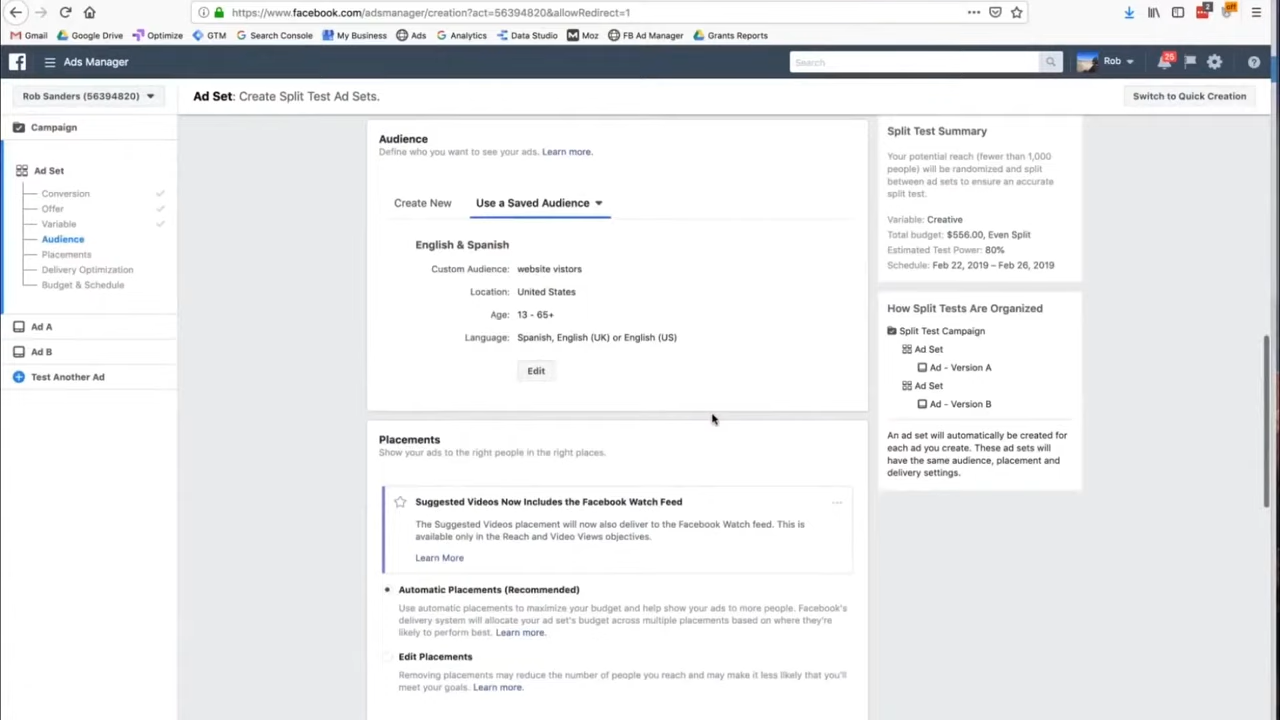 https://www.facebook.com/adsmanager/creation?act=56394820&allowRedirect=1
2
off
Gmail
Google Drive
Optimize
GTM
Search Console
My Business
Ads
Analytics
Data Studio
Moz
FB Ad Manager
Grants Reports
Ads Manager
Search
Rob
25
Rob Sanders (56394820)
Ad Set: Create Split Test Ad Sets.
Switch to Quick Creation
Campaign
Ad Set
Conversion
Offer
Variable
Audience
Placements
Delivery Optimization
Budget & Schedule
Ad A
Ad B
Test Another Ad
Audience
Define who you want to see your ads. Learn more.
Create New
Use a Saved Audience
English & Spanish
Custom Audience: website vistors
Location: United States
Age: 13 - 65+
Language: Spanish, English (UK) or English (US)
Edit
Placements
Show your ads to the right people in the right places.
Suggested Videos Now Includes the Facebook Watch Feed
The Suggested Videos placement will now also deliver to the Facebook Watch feed. This is
available only in the Reach and Video Views objectives.
Learn More
Automatic Placements (Recommended)
Use automatic placements to maximize your budget and help show your ads to more people. Facebook's
delivery system will allocate your ad set's budget across multiple placements based on where they're
likely to perform best. Learn more.
Edit Placements
Removing placements may reduce the number of people you reach and may make it less likely that you'll
meet your goals. Learn more.
Split Test Summary
Your potential reach (fewer than 1,000
people) will be randomized and split
between ad sets to ensure an accurate
split test.
Variable: Creative
Total budget: $556.00, Even Split
Estimated Test Power: 80%
Schedule: Feb 22, 2019 – Feb 26, 2019
How Split Tests Are Organized
Split Test Campaign
Ad Set
Ad - Version A
Ad Set
Ad - Version B
An ad set will automatically be created for
each ad you create. These ad sets will
have the same audience, placement and
delivery settings.